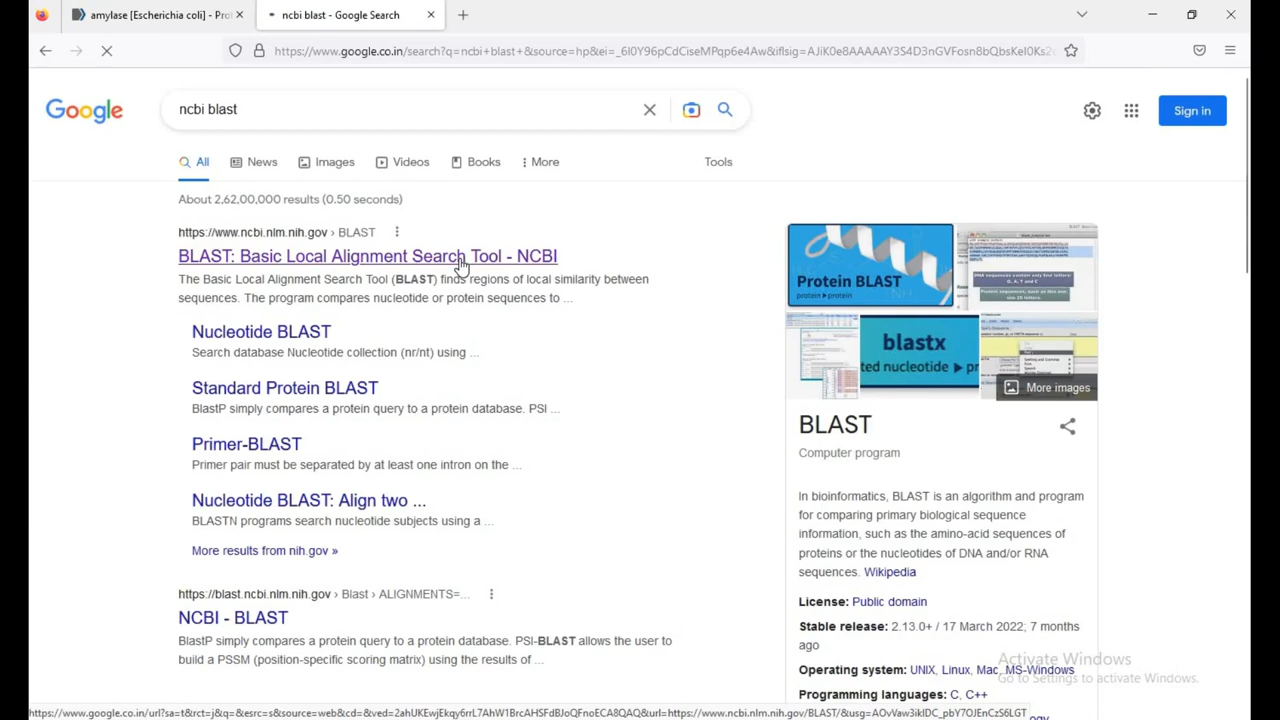 amylase [Escherichia coli] - Prot
ncbi blast - Google Search
https://www.google.co.in/search?q=ncbi+blast+&source=hp&ei=_6I0Y96pCdCiseMPqp6e4Aw&iflsig=AJiK0e8AAAAAY3S4D3nGVFosn8bQbsKeI0Ks2e
Google
ncbi blast
Sign in
All
News
Images
Videos
Books
More
Tools
About 2,62,00,000 results (0.50 seconds)
https://www.ncbi.nlm.nih.gov › BLAST
BLAST: Basic Local Alignment Search Tool - NCBI
The Basic Local Alignment Search Tool (BLAST) finds regions of local similarity between
sequences. The program compares nucleotide or protein sequences to ...
Nucleotide BLAST
Search database Nucleotide collection (nr/nt) using ...
Standard Protein BLAST
BlastP simply compares a protein query to a protein database. PSI ...
Primer-BLAST
Primer pair must be separated by at least one intron on the ...
Nucleotide BLAST: Align two ...
BLASTN programs search nucleotide subjects using a ...
More results from nih.gov »
https://blast.ncbi.nlm.nih.gov › Blast › ALIGNMENTS=...
NCBI - BLAST
BlastP simply compares a protein query to a protein database. PSI-BLAST allows the user to
build a PSSM (position-specific scoring matrix) using the results of ...
Protein BLAST
protein ▸ protein
blastx
ted nucleotide ▸ pr
More images
BLAST
Computer program
In bioinformatics, BLAST is an algorithm and program
for comparing primary biological sequence
information, such as the amino-acid sequences of
proteins or the nucleotides of DNA and/or RNA
sequences. Wikipedia
License: Public domain
Stable release: 2.13.0+ / 17 March 2022; 7 months
ago
Operating system: UNIX, Linux, Mac, MS-Windows
Programming languages: C, C++
Activate Windows
Go to Settings to activate Windows.